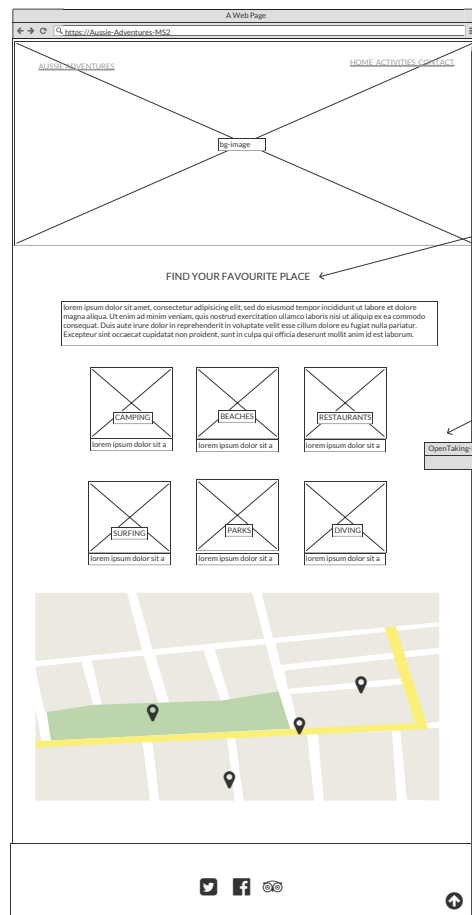 A Web Page
https://Aussie-Adventures-MS2
AUSSIE ADVENTURES
HOME ACTIVITIES CONTACT
bg-image
FIND YOUR FAVOURITE PLACE
lorem ipsum dolor sit amet, consectetur adipisicing elit, sed do eiusmod tempor incididunt ut labore et dolore
magna aliqua. Ut enim ad minim veniam, quis nostrud exercitation ullamco laboris nisi ut aliquip ex ea commodo
consequat. Duis aute irure dolor in reprehenderit in voluptate velit esse cillum dolore eu fugiat nulla pariatur.
Excepteur sint occaecat cupidatat non proident, sunt in culpa qui officia deserunt mollit anim id est laborum.
CAMPING
BEACHES
RESTAURANTS
lorem ipsum dolor sit a
lorem ipsum dolor sit a
lorem ipsum dolor sit a
OpenTaking-
SURFING
PARKS
DIVING
lorem ipsum dolor sit a
lorem ipsum dolor sit a
lorem ipsum dolor sit a